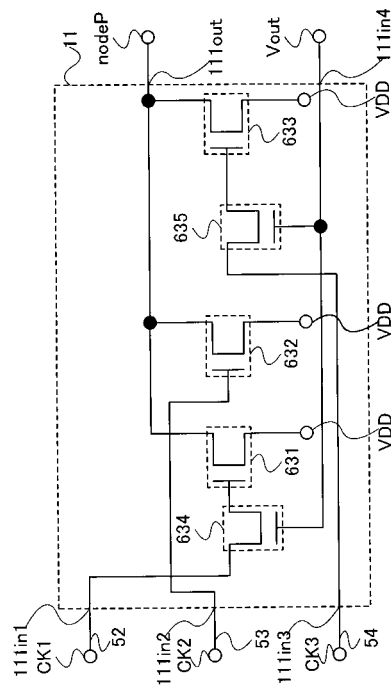 11
nodeP
111out
Vout
111in4
VDD
633
635
632
VDD
631
VDD
634
111in1
CK1
52
111in2
CK2
53
111in3
CK3
54